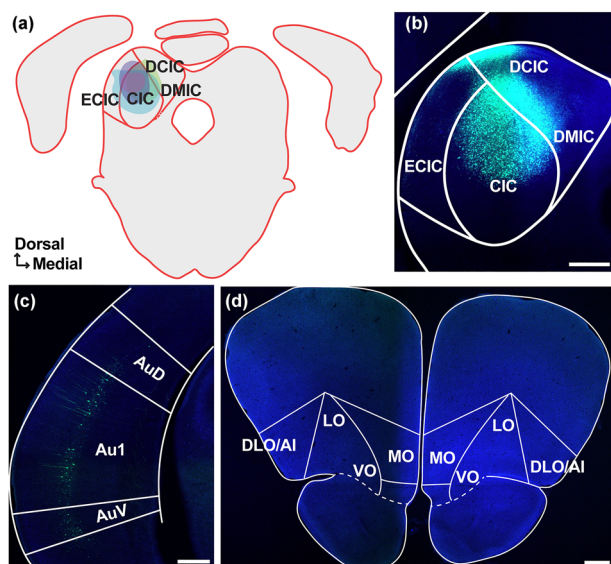 (a)
DCIC
ECIC CIC DMIC
Dorsal
Medial
(b)
DCIC
DMIC
ECIC
CIC
(c)
AuD
Au1
AuV
(d)
LO LO
DLO/AI MO MO DLO/AI
VO VO